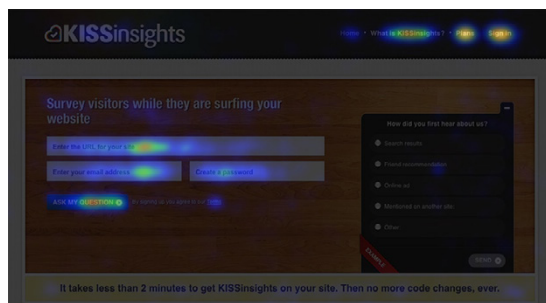 KISSinsights
Home • What is KISSinsights? • Plans Sign in
Survey visitors while they are surfing your
website
Enter the URL for your site
Enter your email address
Create a password
ASK MY QUESTION
How did you first hear about us?
Search results
Friend recommendation
Online ad
Mentioned on another site
Other
EXAMPLE
SEND
It takes less than 2 minutes to get KISSinsights on your site. Then no more code changes, ever.